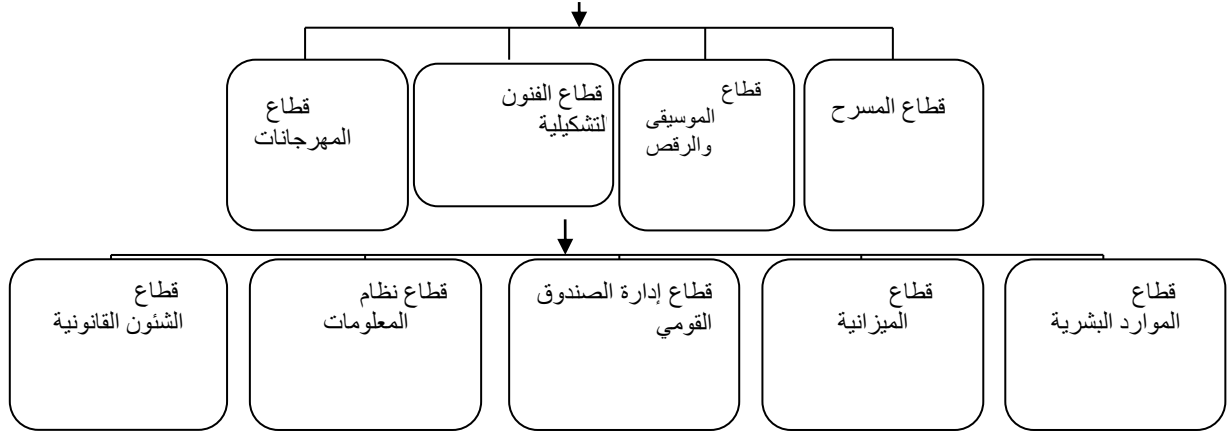 قطاع المسرح
قطاع
الموسيقى
والرقص
قطاع الفنون
لتشكيلية
قطاع
المهرجانات
قطاع
الموارد البشرية
قطاع
الميزانية
قطاع إدارة الصندوق
القومي
قطاع نظام
المعلومات
قطاع
الشئون القانونية